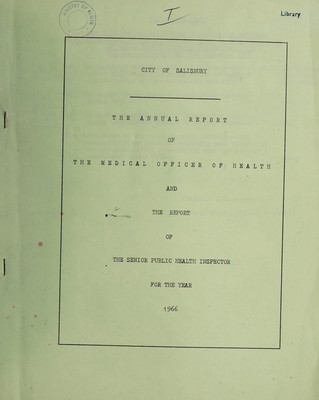 I
Library
CITY OF SALISBURY
THE ANNUAL REPORT
OF
THE MEDICAL OFFICER OF HEALTH
AND
THE REPORT
OF
THE SENIOR PUBLIC HEALTH INSPECTOR
FOR THE YEAR
1966